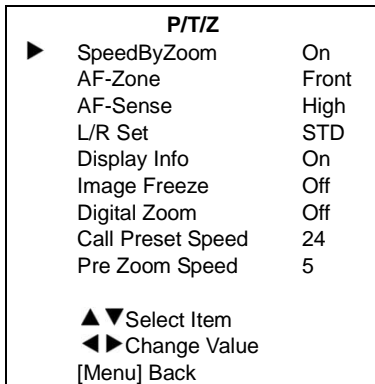 P/T/Z
▶ SpeedByZoom On
AF-Zone Front
AF-Sense High
L/R Set STD
Display Info On
Image Freeze Off
Digital Zoom Off
Call Preset Speed 24
Pre Zoom Speed 5
▲▼Select Item
◀▶Change Value
[Menu] Back